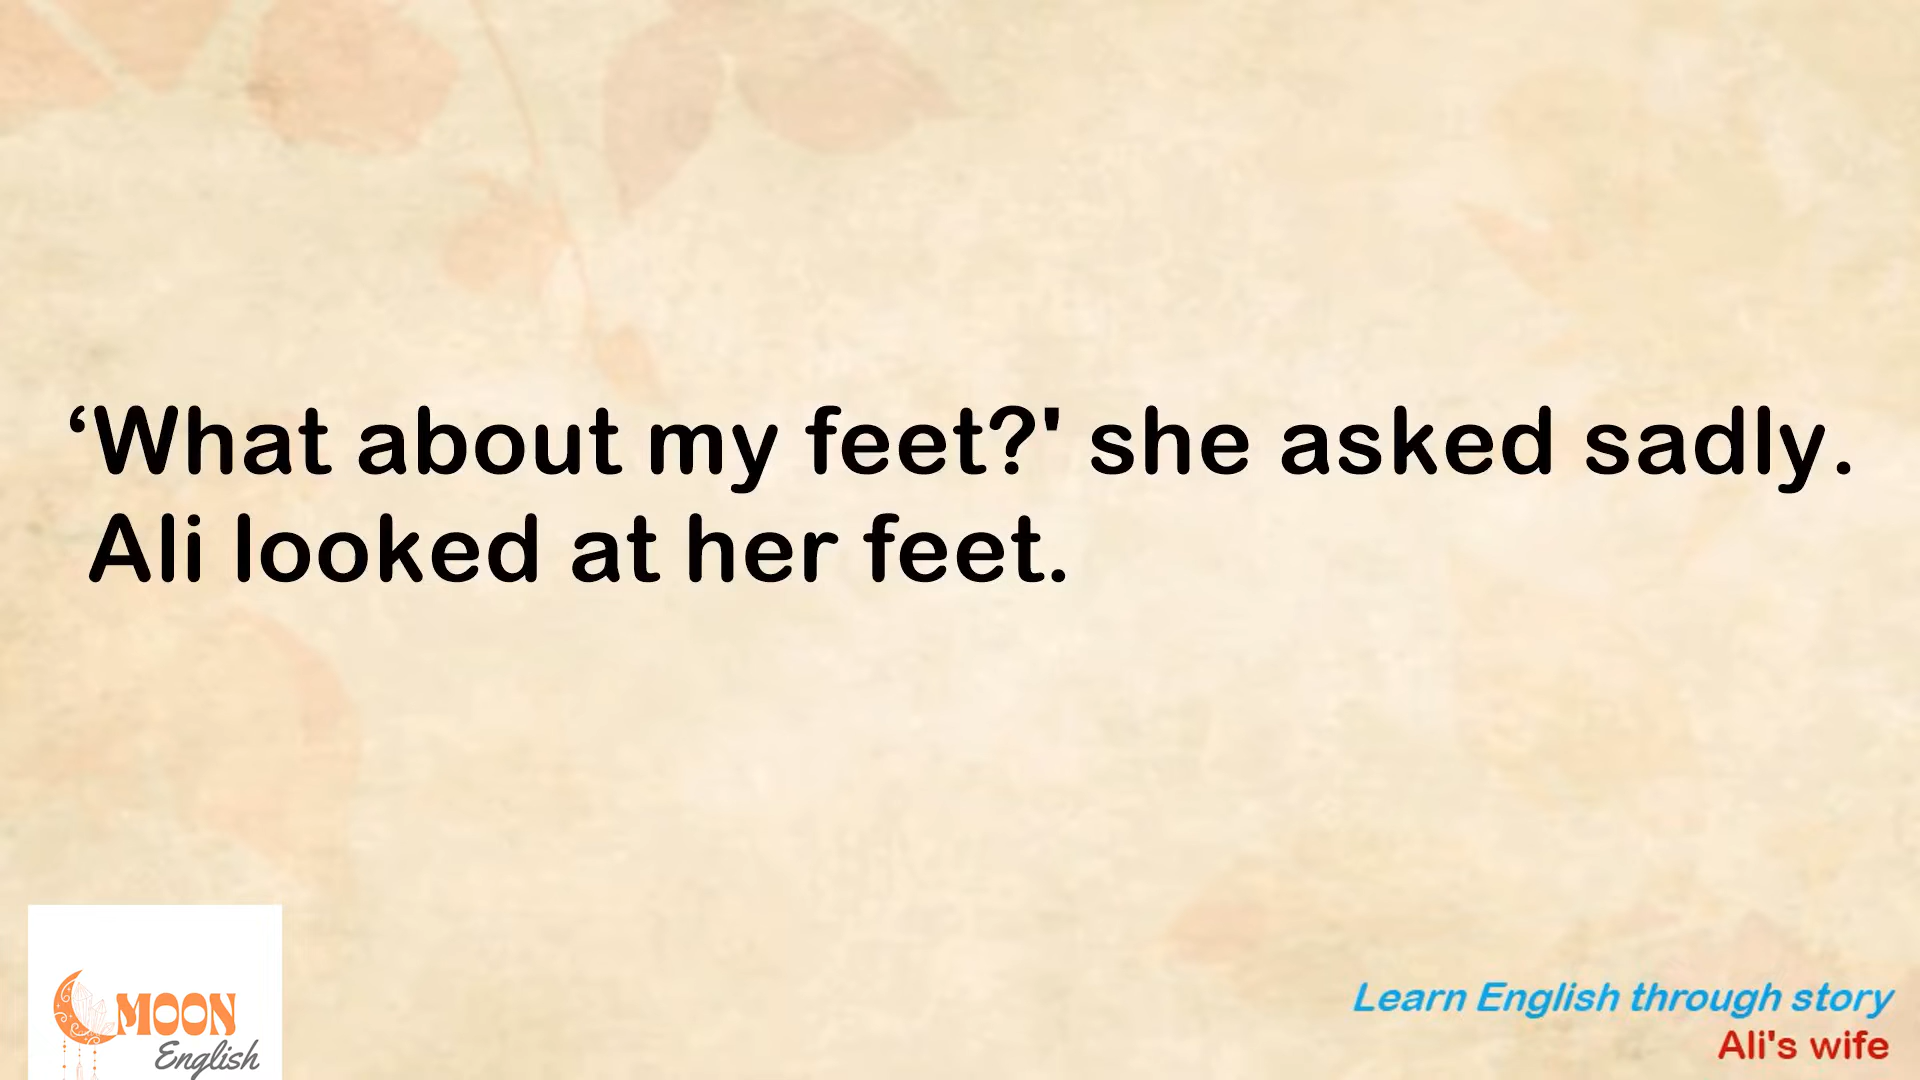 ‘What about my feet?' she asked sadly.
Ali looked at her feet.
MOON
English
Learn English through story
Ali's wife